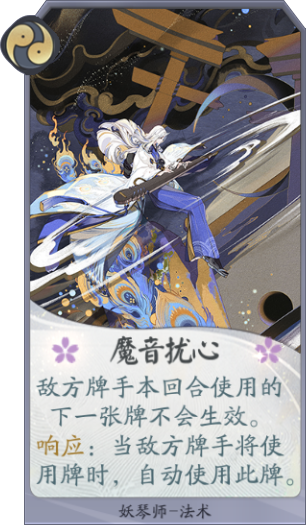 魔音扰心
敌方牌手本回合使用的
下一张牌不会生效。
响应：当敌方牌手将使
用牌时，自动使用此牌。
妖琴师-法术